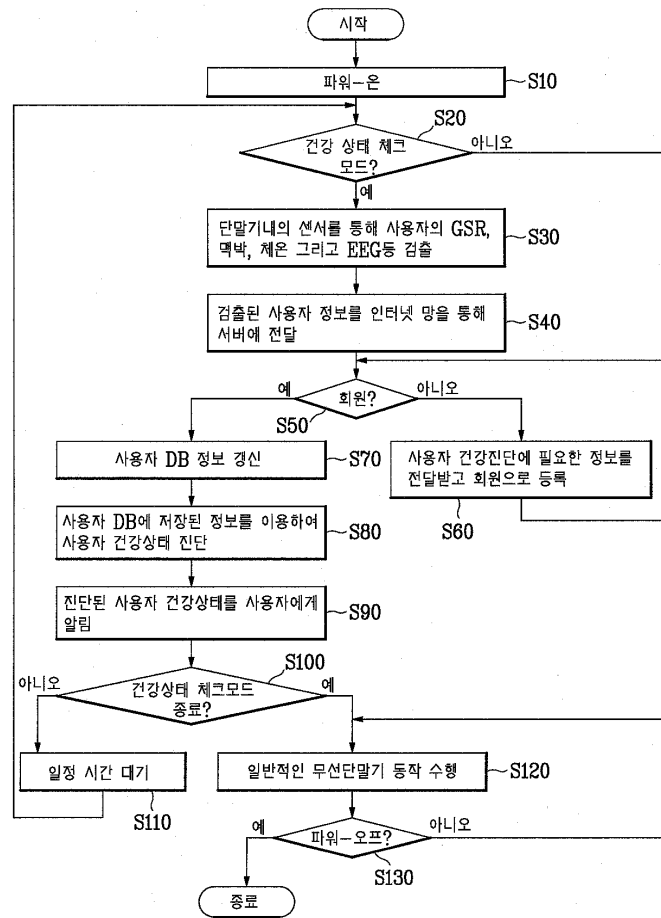 시작
파워-온
S10
S20
건강 상태 체크
모드?
아니오
예
단말기내의 센서를 통해 사용자의 GSR,
맥박, 체온 그리고 EEG등 검출
S30
검출된 사용자 정보를 인터넷 망을 통해
서버에 전달
S40
예
회원?
아니오
S50
사용자 DB 정보 갱신
S70
사용자 건강진단에 필요한 정보를
전달받고 회원으로 등록
S60
사용자 DB에 저장된 정보를 이용하여
사용자 건강상태 진단
S80
진단된 사용자 건강상태를 사용자에게
알림
S90
S100
아니오
건강상태 체크모드
종료?
예
일정 시간 대기
S110
일반적인 무선단말기 동작 수행
S120
예
파워-오프?
아니오
S130
종료